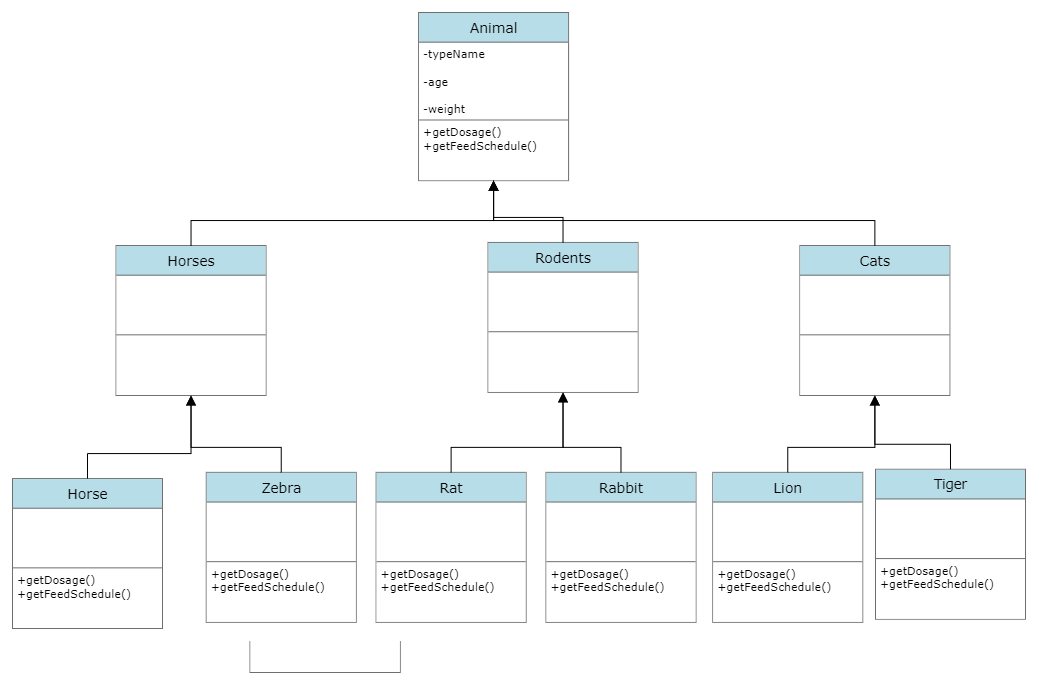 Animal
-typeName
-age
-weight
+getDosage()
+getFeedSchedule()
Horses
Rodents
Cats
Horse
+getDosage()
+getFeedSchedule()
Zebra
+getDosage()
+getFeedSchedule()
Rat
+getDosage()
+getFeedSchedule()
Rabbit
+getDosage()
+getFeedSchedule()
Lion
+getDosage()
+getFeedSchedule()
Tiger
+getDosage()
+getFeedSchedule()